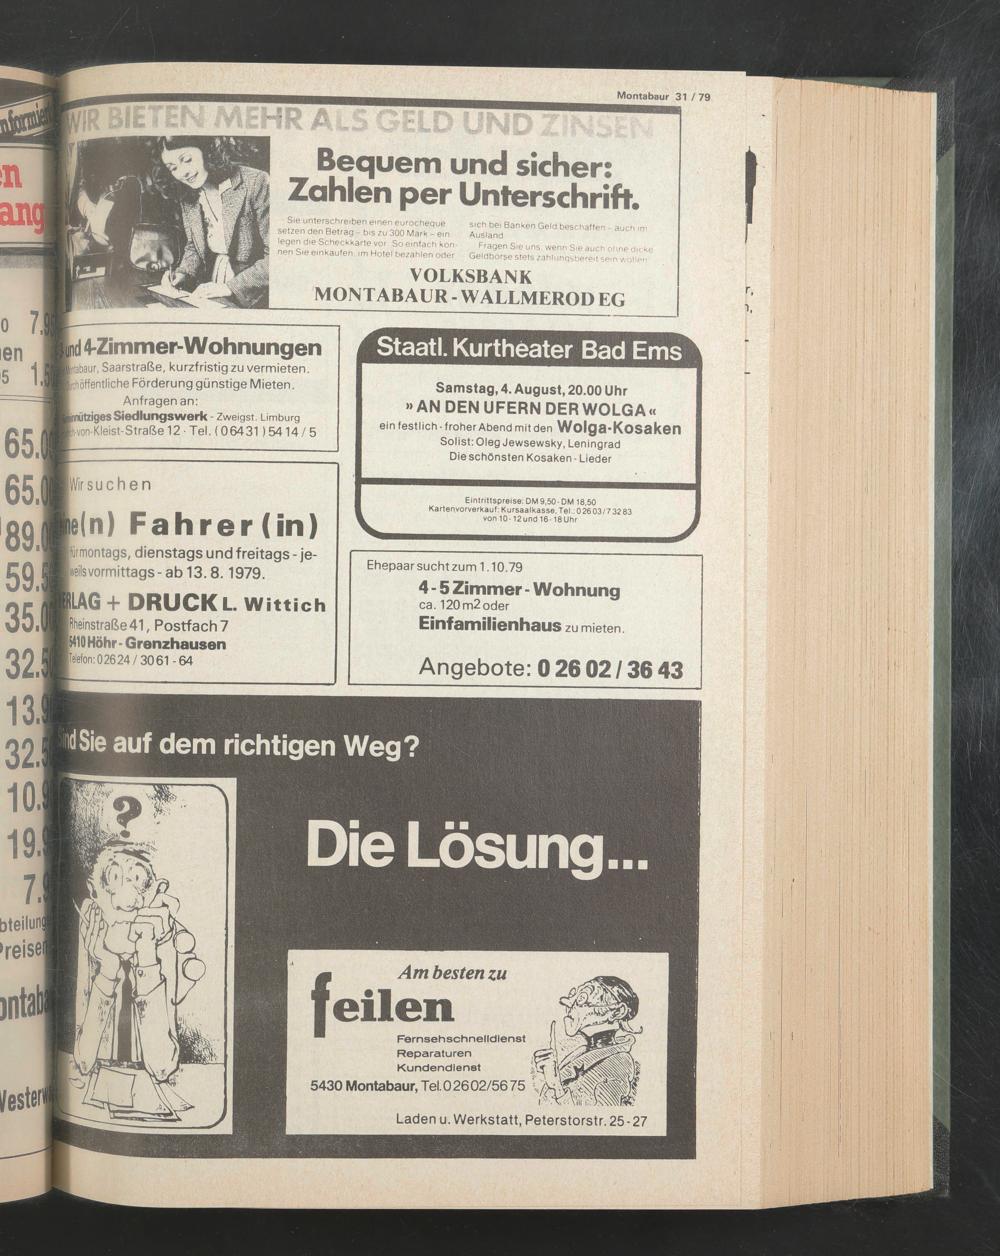 Montabaur 31/79
WIR BIETEN MEHR ALS GELD UND ZINSEN
Bequem und sicher:
Zahlen per Unterschrift.
Sie unterschreiben einen eurocheque
setzen den Betrag – bis zu 300 Mark – ein
legen die Scheckkarte vor. So einfach kön-
nen Sie einkaufen, im Hotel bezahlen oder
sich bei Banken Geld beschaffen – auch im
Ausland
Fragen Sie uns, wenn Sie auch ohne dicke
Geldbörse stets zahlungsbereit sein wollen
VOLKSBANK
MONTABAUR-WALLMEROD EG
und 4-Zimmer-Wohnungen
Saarstraße, kurzfristig zu vermieten.
öffentliche Förderung günstige Mieten.
Anfragen an:
Siedlungswerk - Zweigst. Limburg
-von-Kleist-Straße 12 · Tel. (06431) 5414/5
Wir suchen
Fahrer(in)
für montags, dienstags und freitags - je-
weils vormittags - ab 13. 8. 1979.
+ DRUCK L. Wittich
Rheinstraße 41, Postfach 7
5410 Höhr-Grenzhausen
Telefon: 02624 / 3061-64
Staatl. Kurtheater Bad Ems
Samstag, 4. August, 20.00 Uhr
» AN DEN UFERN DER WOLGA «
ein festlich - froher Abend mit den Wolga-Kosaken
Solist: Oleg Jewsewsky, Leningrad
Die schönsten Kosaken - Lieder
Eintrittspreise: DM 9,50 - DM 18,50
Kartenvorverkauf: Kursaalkasse, Tel.: 02603/73283
von 10 - 12 und 16 - 18 Uhr
Ehepaar sucht zum 1.10.79
4-5 Zimmer-Wohnung
ca. 120 m2 oder
Einfamilienhaus zu mieten.
Angebote: 0 26 02 / 36 43
Sind Sie auf dem richtigen Weg?
?
Die Lösung...
Am besten zu
feilen
Fernsehschnelldienst
Reparaturen
Kundendienst
5430 Montabaur, Tel. 02602/5675
Laden u. Werkstatt, Peterstorstr. 25-27